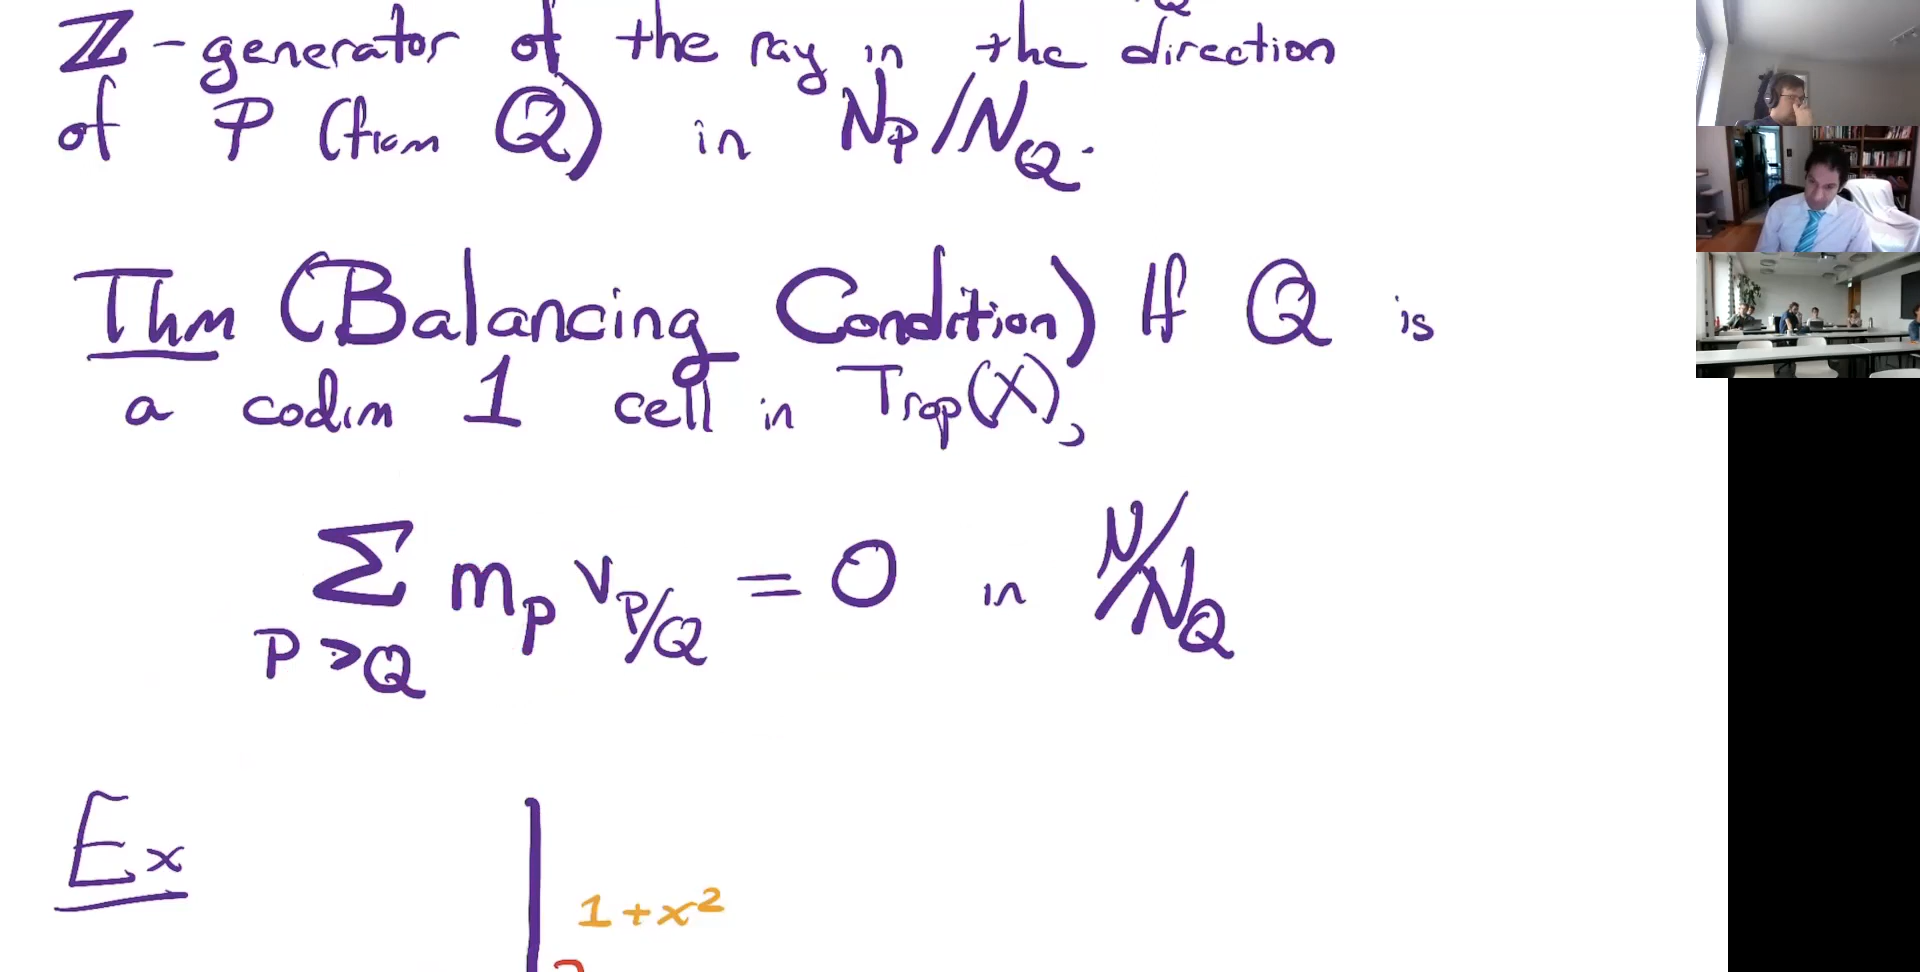 ℤ-generator of the ray in the direction
of P (from Q) in N_P/N_Q.
Thm (Balancing Condition) If Q is
a codim 1 cell in Trop(X),
Σ_{P>Q} m_P v_{P/Q} = 0 in N/N_Q
Ex
1+x²